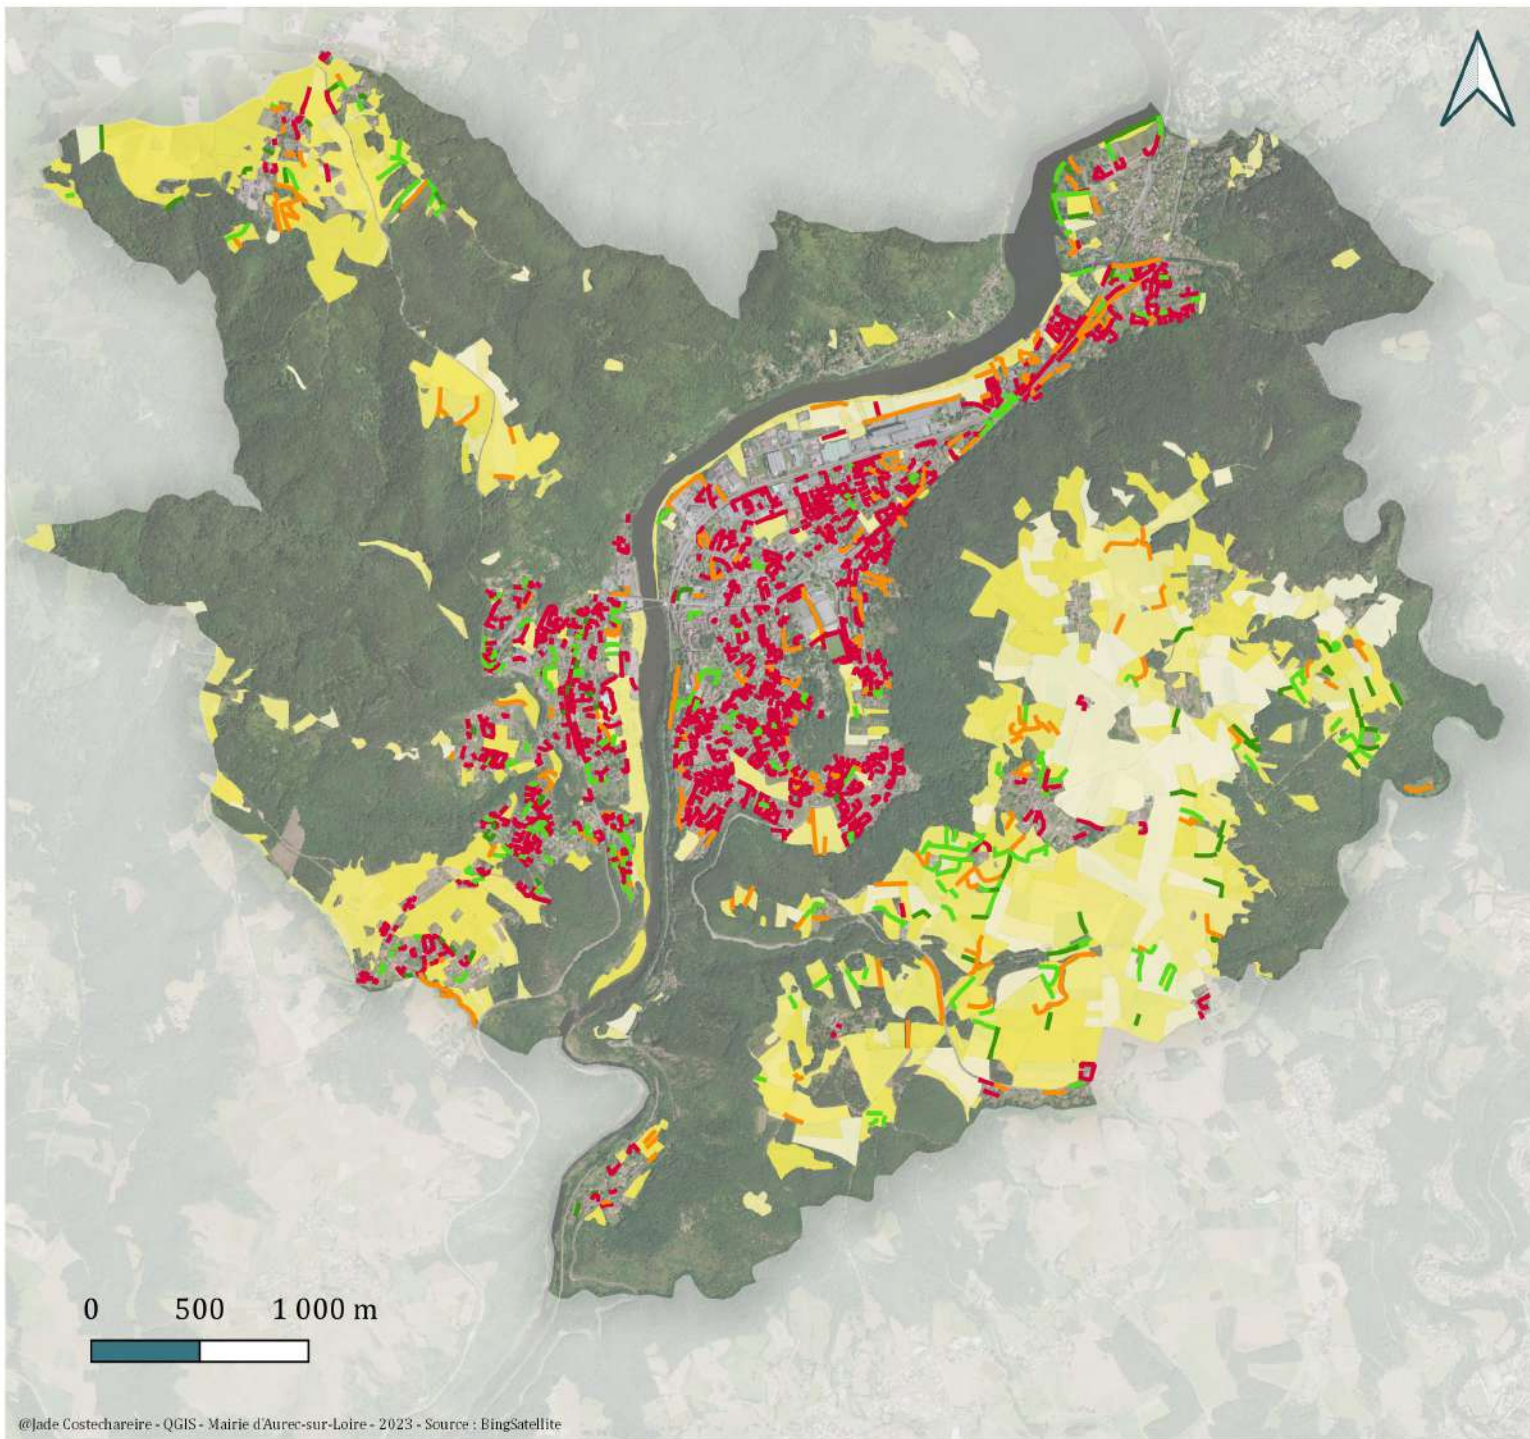 0 500 1 000 m
@Jade Costechareire - QGIS - Mairie d'Aurec-sur-Loire - 2023 - Source : BingSatellite